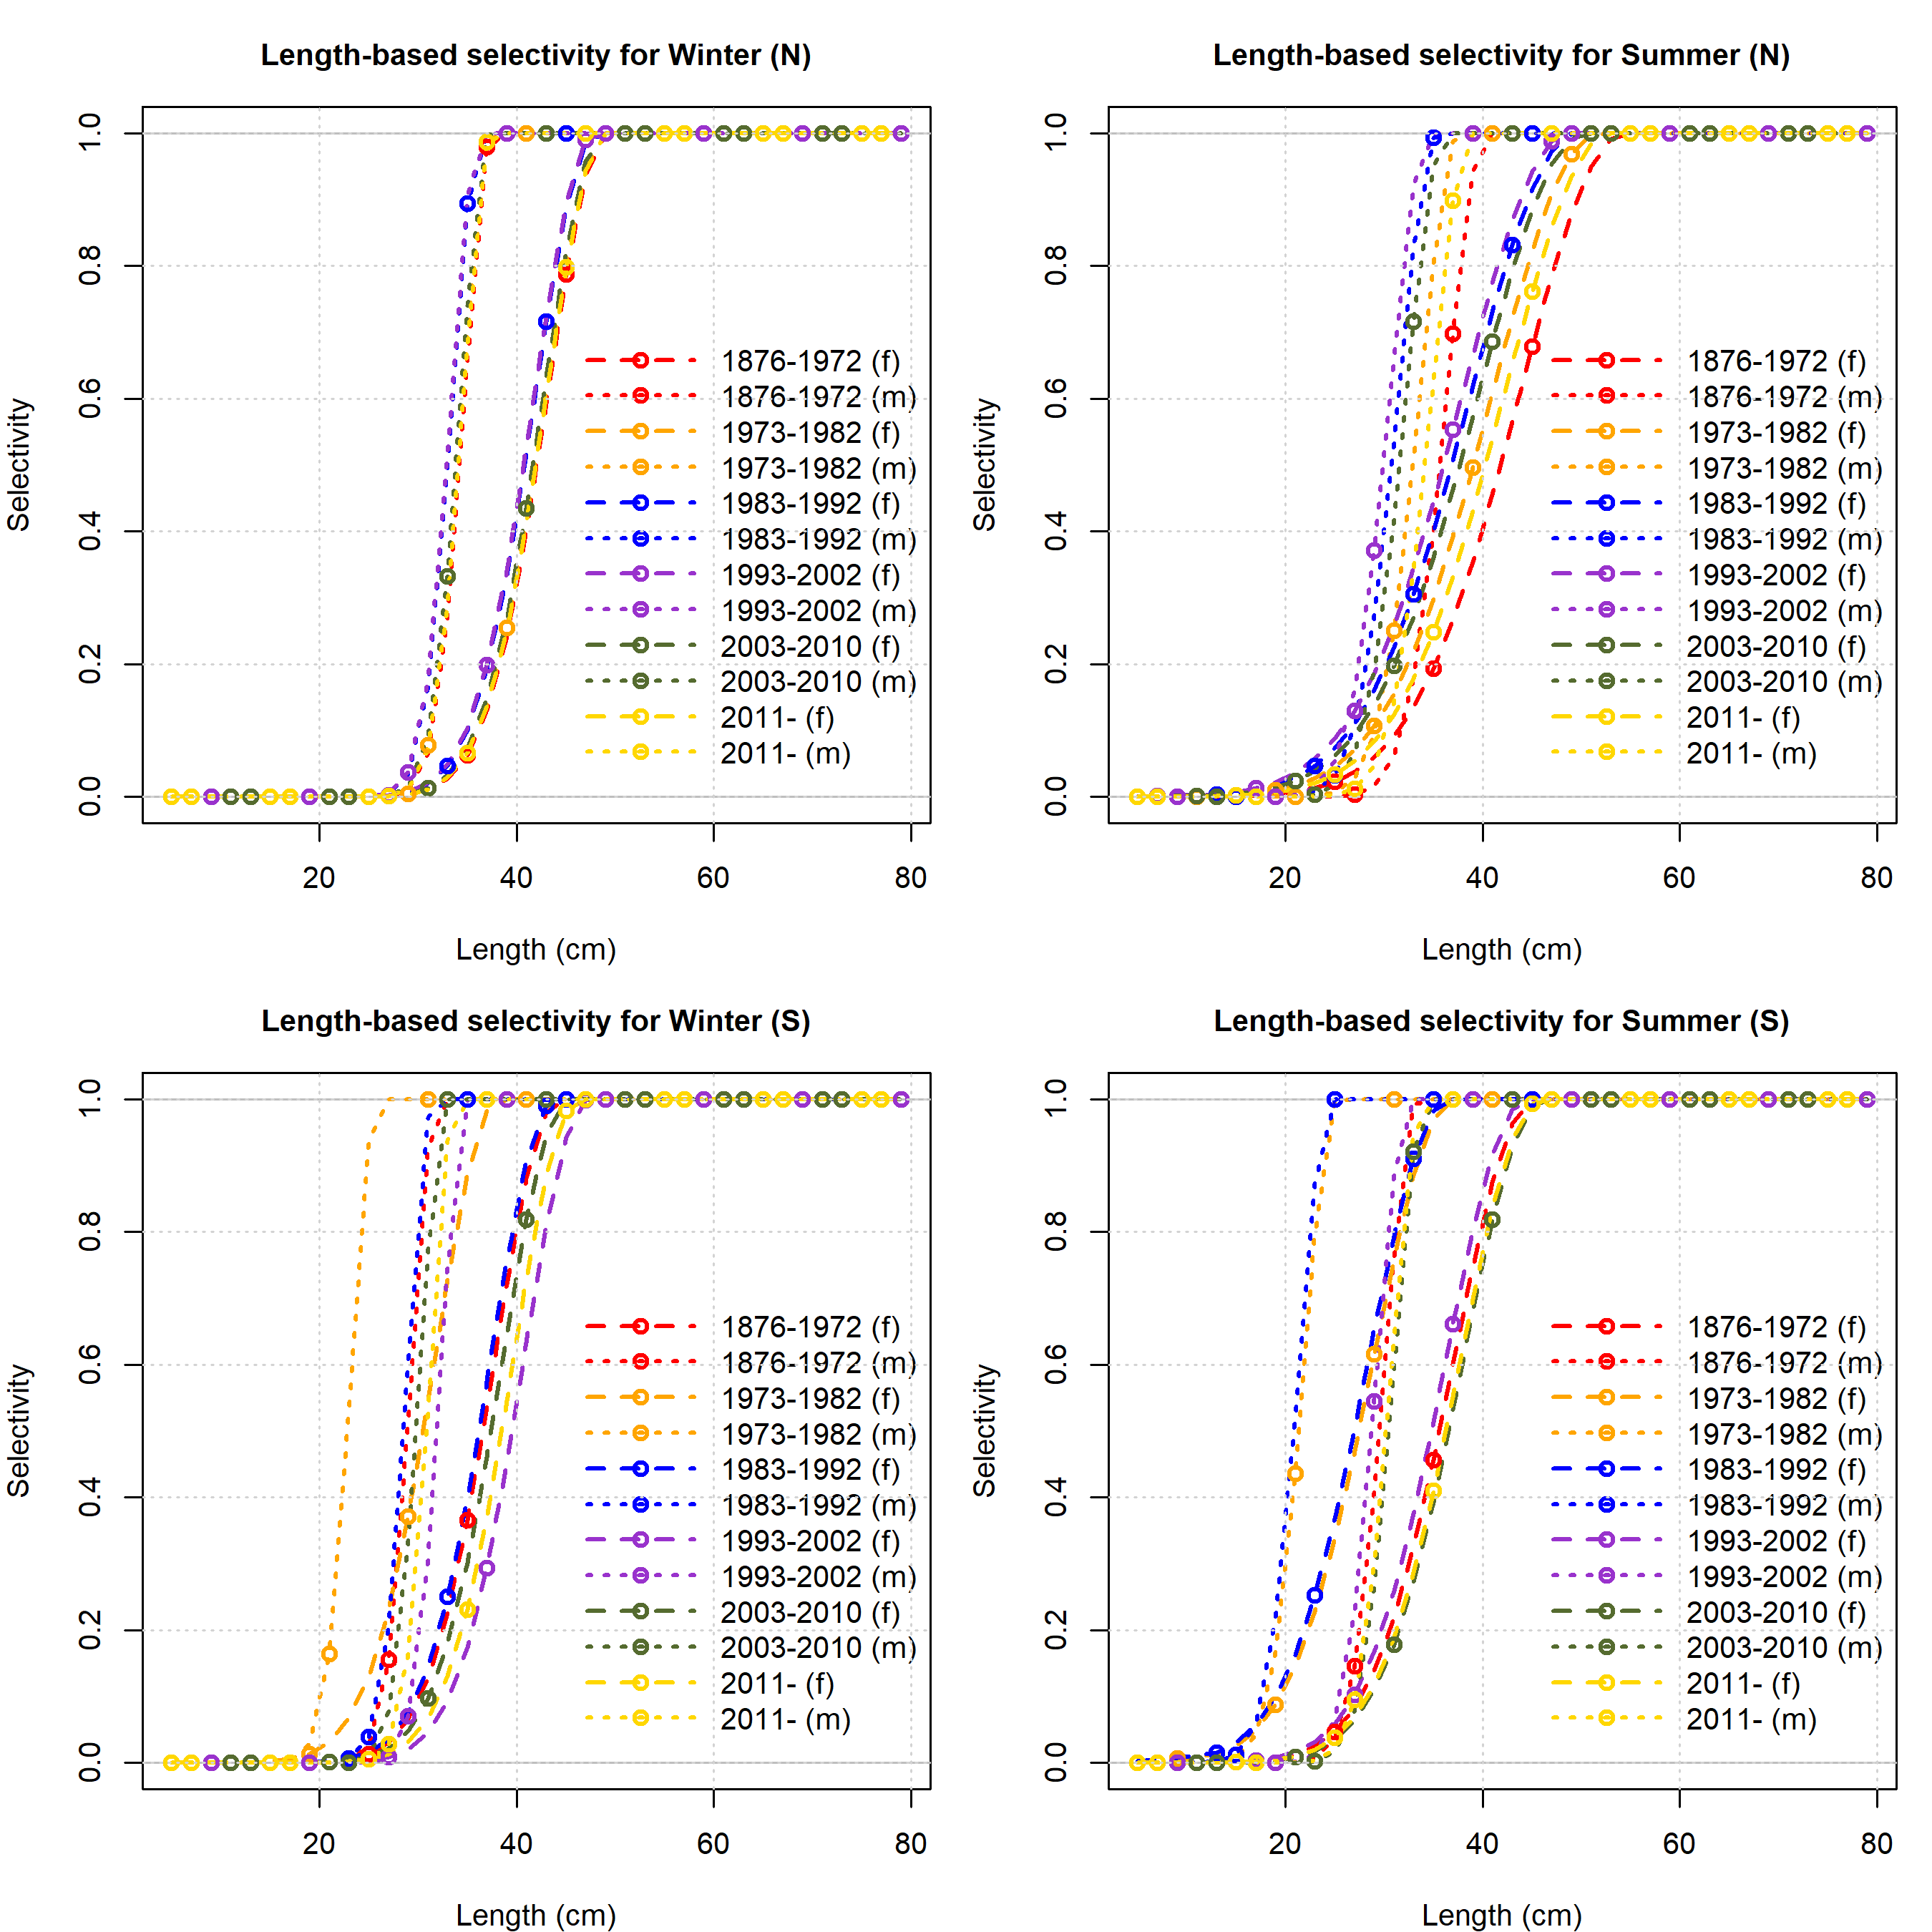 Length-based selectivity for Winter (N)
Selectivity
1.0
0.8
0.6
0.4
0.2
0.0
1876-1972 (f)
1876-1972 (m)
1973-1982 (f)
1973-1982 (m)
1983-1992 (f)
1983-1992 (m)
1993-2002 (f)
1993-2002 (m)
2003-2010 (f)
2003-2010 (m)
2011- (f)
2011- (m)
20 40 60 80
Length (cm)
Length-based selectivity for Summer (N)
Selectivity
1.0
0.8
0.6
0.4
0.2
0.0
1876-1972 (f)
1876-1972 (m)
1973-1982 (f)
1973-1982 (m)
1983-1992 (f)
1983-1992 (m)
1993-2002 (f)
1993-2002 (m)
2003-2010 (f)
2003-2010 (m)
2011- (f)
2011- (m)
20 40 60 80
Length (cm)
Length-based selectivity for Winter (S)
Selectivity
1.0
0.8
0.6
0.4
0.2
0.0
1876-1972 (f)
1876-1972 (m)
1973-1982 (f)
1973-1982 (m)
1983-1992 (f)
1983-1992 (m)
1993-2002 (f)
1993-2002 (m)
2003-2010 (f)
2003-2010 (m)
2011- (f)
2011- (m)
20 40 60 80
Length (cm)
Length-based selectivity for Summer (S)
Selectivity
1.0
0.8
0.6
0.4
0.2
0.0
1876-1972 (f)
1876-1972 (m)
1973-1982 (f)
1973-1982 (m)
1983-1992 (f)
1983-1992 (m)
1993-2002 (f)
1993-2002 (m)
2003-2010 (f)
2003-2010 (m)
2011- (f)
2011- (m)
20 40 60 80
Length (cm)